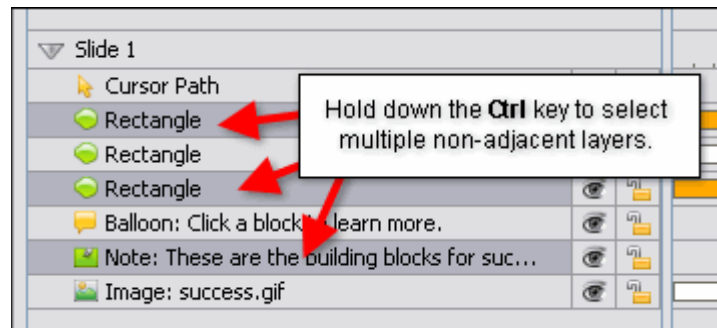 Slide 1
Cursor Path
Hold down the Ctrl key to select
multiple non-adjacent layers.
Rectangle
Rectangle
Rectangle
Balloon: Click a block to learn more.
Note: These are the building blocks for suc...
Image: success.gif